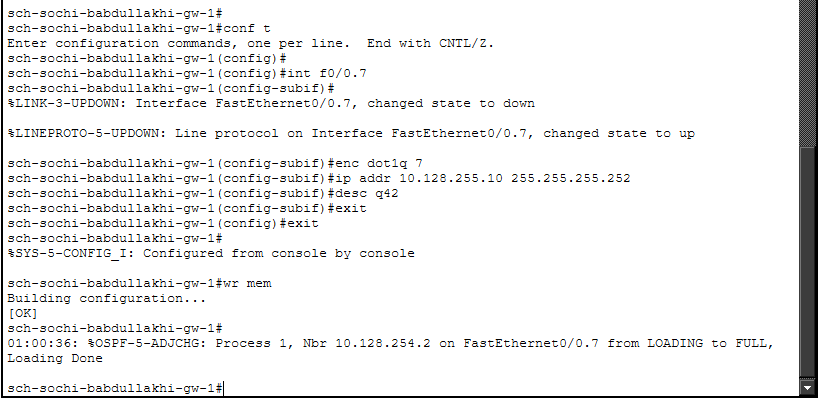 sch-sochi-babdullakhi-gw-1#
sch-sochi-babdullakhi-gw-1#conf t
Enter configuration commands, one per line.  End with CNTL/Z.
sch-sochi-babdullakhi-gw-1(config)#
sch-sochi-babdullakhi-gw-1(config)#int f0/0.7
sch-sochi-babdullakhi-gw-1(config-subif)#
%LINK-3-UPDOWN: Interface FastEthernet0/0.7, changed state to down
%LINEPROTO-5-UPDOWN: Line protocol on Interface FastEthernet0/0.7, changed state to up
sch-sochi-babdullakhi-gw-1(config-subif)#enc dot1q 7
sch-sochi-babdullakhi-gw-1(config-subif)#ip addr 10.128.255.10 255.255.255.252
sch-sochi-babdullakhi-gw-1(config-subif)#desc q42
sch-sochi-babdullakhi-gw-1(config-subif)#exit
sch-sochi-babdullakhi-gw-1(config)#exit
sch-sochi-babdullakhi-gw-1#
%SYS-5-CONFIG_I: Configured from console by console
sch-sochi-babdullakhi-gw-1#wr mem
Building configuration...
[OK]
sch-sochi-babdullakhi-gw-1#
01:00:36: %OSPF-5-ADJCHG: Process 1, Nbr 10.128.254.2 on FastEthernet0/0.7 from LOADING to FULL,
Loading Done
sch-sochi-babdullakhi-gw-1#